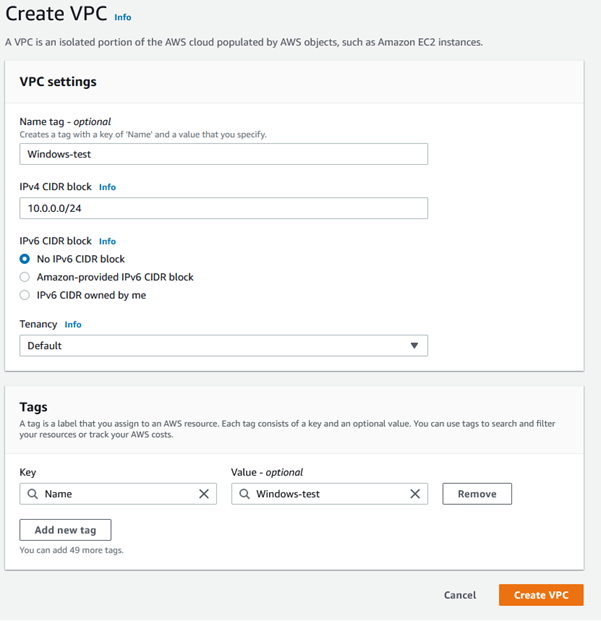 Create VPC Info
A VPC is an isolated portion of the AWS cloud populated by AWS objects, such as Amazon EC2 instances.
VPC settings
Name tag - optional
Creates a tag with a key of 'Name' and a value that you specify.
Windows-test
IPv4 CIDR block Info
10.0.0.0/24
IPv6 CIDR block Info
No IPv6 CIDR block
Amazon-provided IPv6 CIDR block
IPv6 CIDR owned by me
Tenancy Info
Default
Tags
A tag is a label that you assign to an AWS resource. Each tag consists of a key and an optional value. You can use tags to search and filter
your resources or track your AWS costs.
Key Value - optional
Name Windows-test Remove
Add new tag
You can add 49 more tags.
Cancel Create VPC